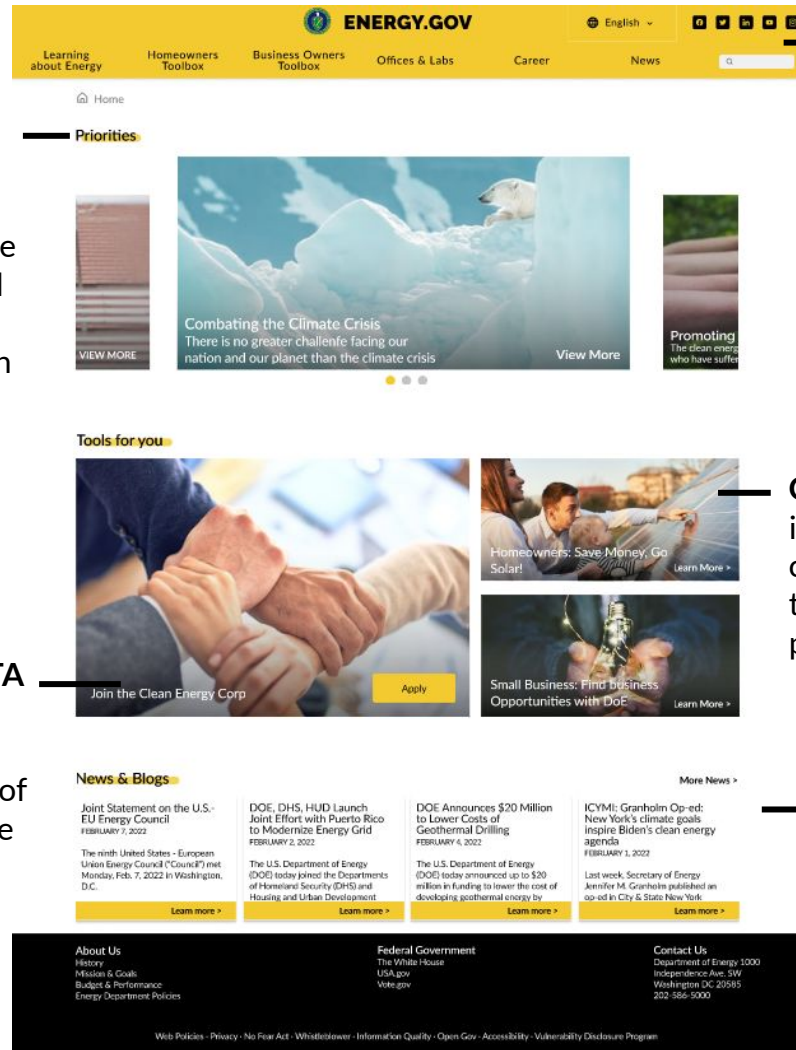 ENERGY.GOV
English
Learning
about Energy
Homeowners
Toolbox
Business Owners
Toolbox
Offices & Labs
Career
News
Home
Priorities
e
l
n
VIEW MORE
Combating the Climate Crisis
There is no greater challenfe facing our
nation and our planet than the climate crisis
View More
Promoting
The clean energ
who have suffer
Tools for you
Join the Clean Energy Corp
Apply
Homeowners: Save Money, Go
Solar!
Learn More >
Small Business: Find business
Opportunities with DoE
Learn More >
TA
of
e
i
t
p
News & Blogs
More News >
Joint Statement on the U.S.-
EU Energy Council
FEBRUARY 7, 2022
The ninth United States - European
Union Energy Council ("Council") met
Monday, Feb. 7, 2022 in Washington,
D.C.
Learn more >
DOE, DHS, HUD Launch
Joint Effort with Puerto Rico
to Modernize Energy Grid
FEBRUARY 2, 2022
The U.S. Department of Energy
(DOE) today joined the Departments
of Homeland Security (DHS) and
Housing and Urban Development
Learn more >
DOE Announces $20 Million
to Lower Costs of
Geothermal Drilling
FEBRUARY 4, 2022
The U.S. Department of Energy
(DOE) today announced up to $20
million in funding to lower the cost of
developing geothermal energy by
Learn more >
ICYMI: Granholm Op-ed:
New York's climate goals
inspire Biden's clean energy
agenda
FEBRUARY 1, 2022
Last week, Secretary of Energy
Jennifer M. Granholm published an
op-ed in City & State New York
Learn more >
About Us
History
Mission & Goals
Budget & Performance
Energy Department Policies
Federal Government
The White House
USA.gov
Vote.gov
Contact Us
Department of Energy 1000
Independence Ave. SW
Washington DC 20585
202-586-5000
Web Policies - Privacy - No Fear Act - Whistleblower - Information Quality - Open Gov - Accessibility - Vulnerability Disclosure Program